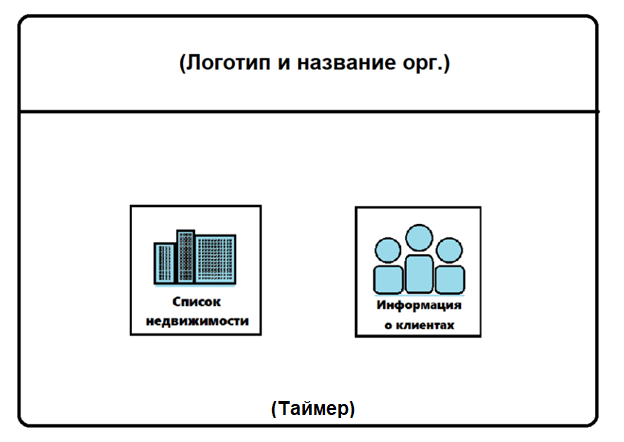 (Логотип и название орг.)
Список
недвижимости
Информация
о клиентах
(Таймер)